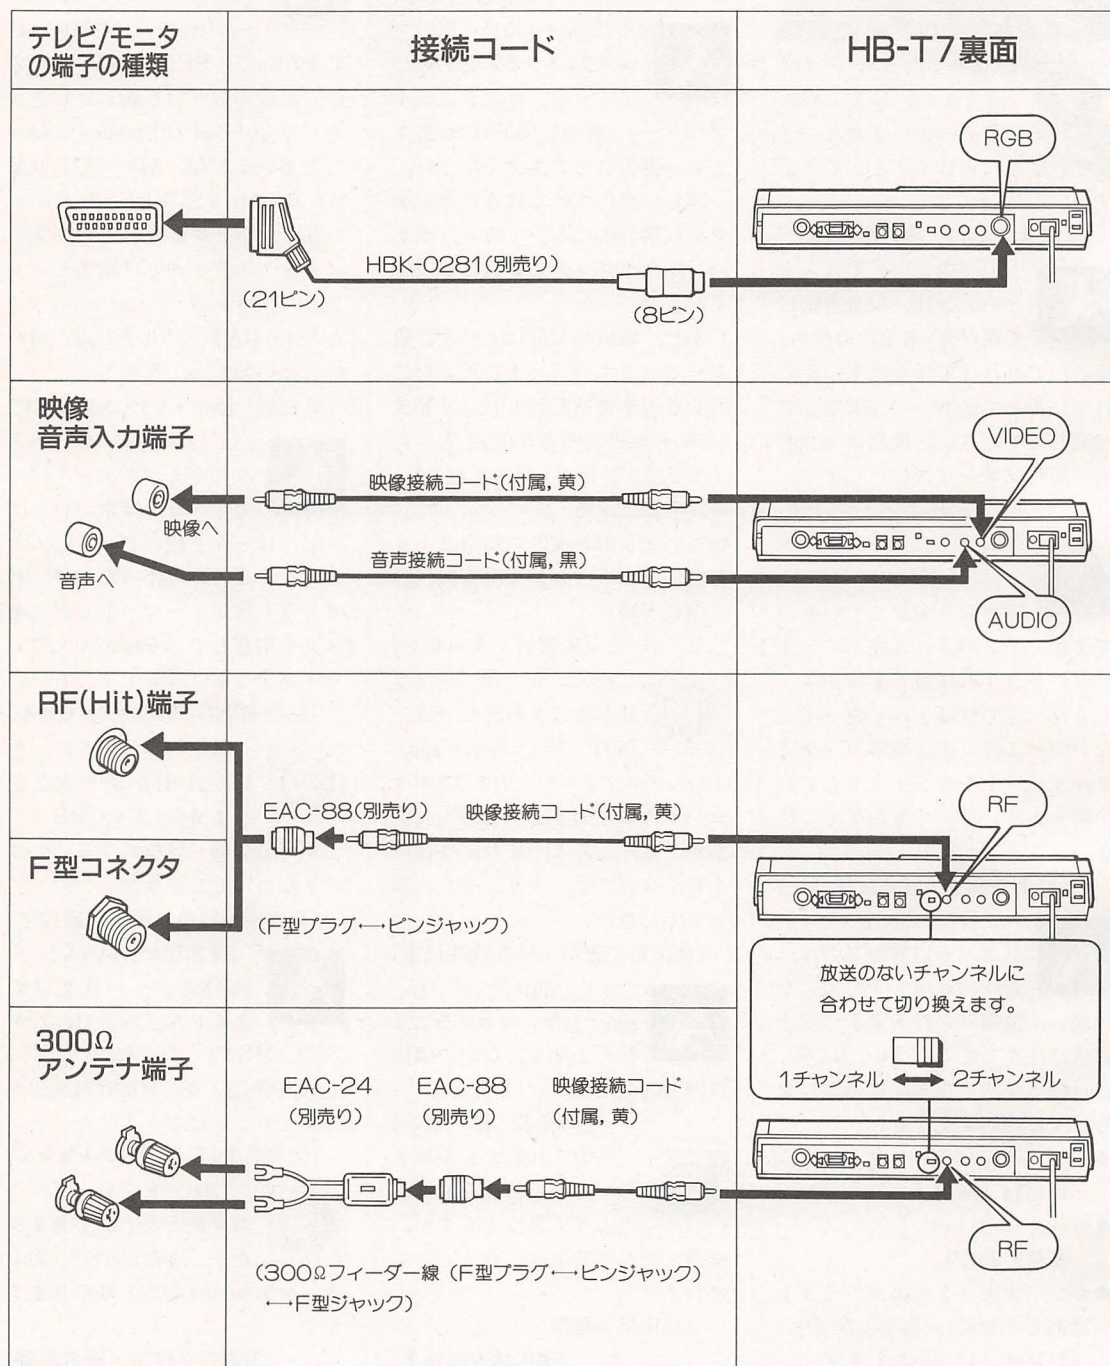 テレビ/モニタ
の端子の種類
接続コード
HB-T7裏面
RGB
HBK-0281(別売り)
(21ピン)
(8ピン)
映像
音声入力端子
VIDEO
映像接続コード(付属, 黄)
映像へ
音声接続コード(付属, 黒)
音声へ
AUDIO
RF(Hit)端子
EAC-88(別売り)
映像接続コード(付属, 黄)
RF
F型コネクタ
(F型プラグ←→ピンジャック)
放送のないチャンネルに
合わせて切り換えます。
1チャンネル ↔ 2チャンネル
300Ω
アンテナ端子
EAC-24
(別売り)
EAC-88
(別売り)
映像接続コード
(付属, 黄)
RF
(300Ωフィーダー線
←→F型ジャック)
(F型プラグ←→ピンジャック)